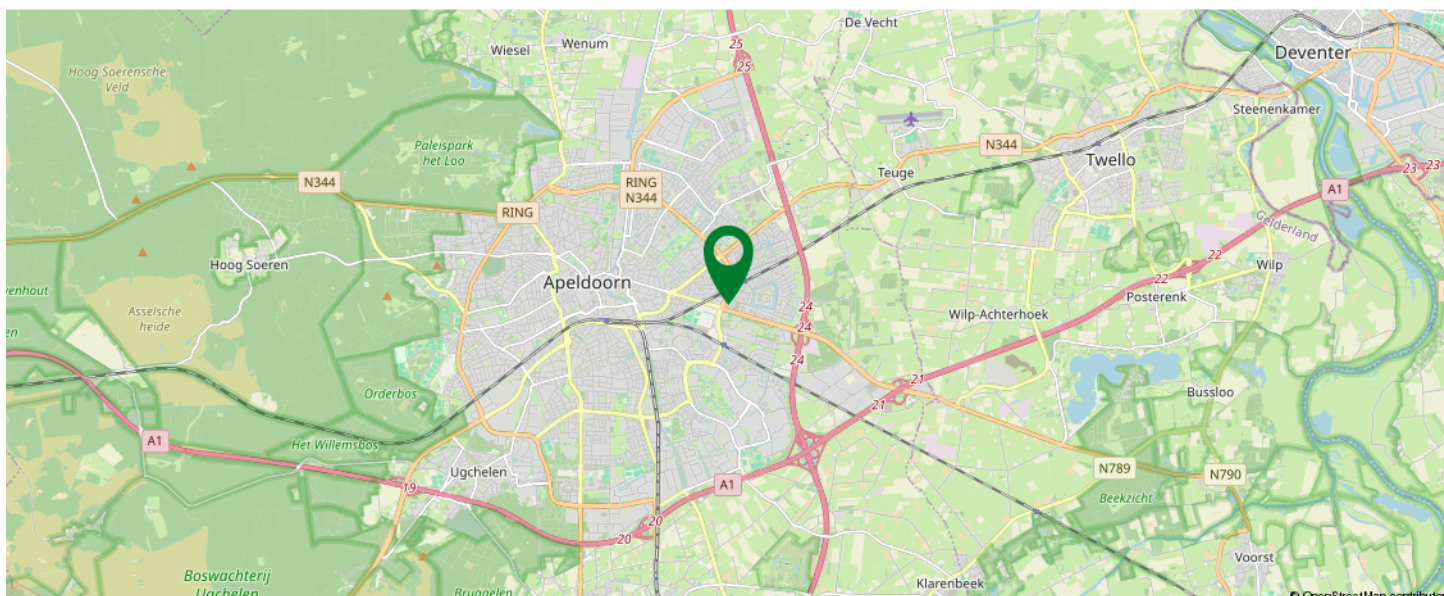 De Vecht
25
Wiesel
Wenum
Deventer
Hoog Soerensche
Veld
25
Steenenkamer
Paleispark
het Loo
N344
Twello
23
23
N344
RING
N344
Teuge
A1
RING
Gelderland
22
Hoog Soeren
Wilp
22
Apeldoorn
Posterenk
Asselsche
heide
24
Wilp-Achterhoek
24
24
21
Orderbos
Bussloo
21
A1
Het Willemsbos
Ugchelen
N789
N790
A1
19
Beekzicht
20
20
Voorst
Boswachterij
Ugchelen
Klarenbeek
Bruggelen
© OpenStreetMap contributor